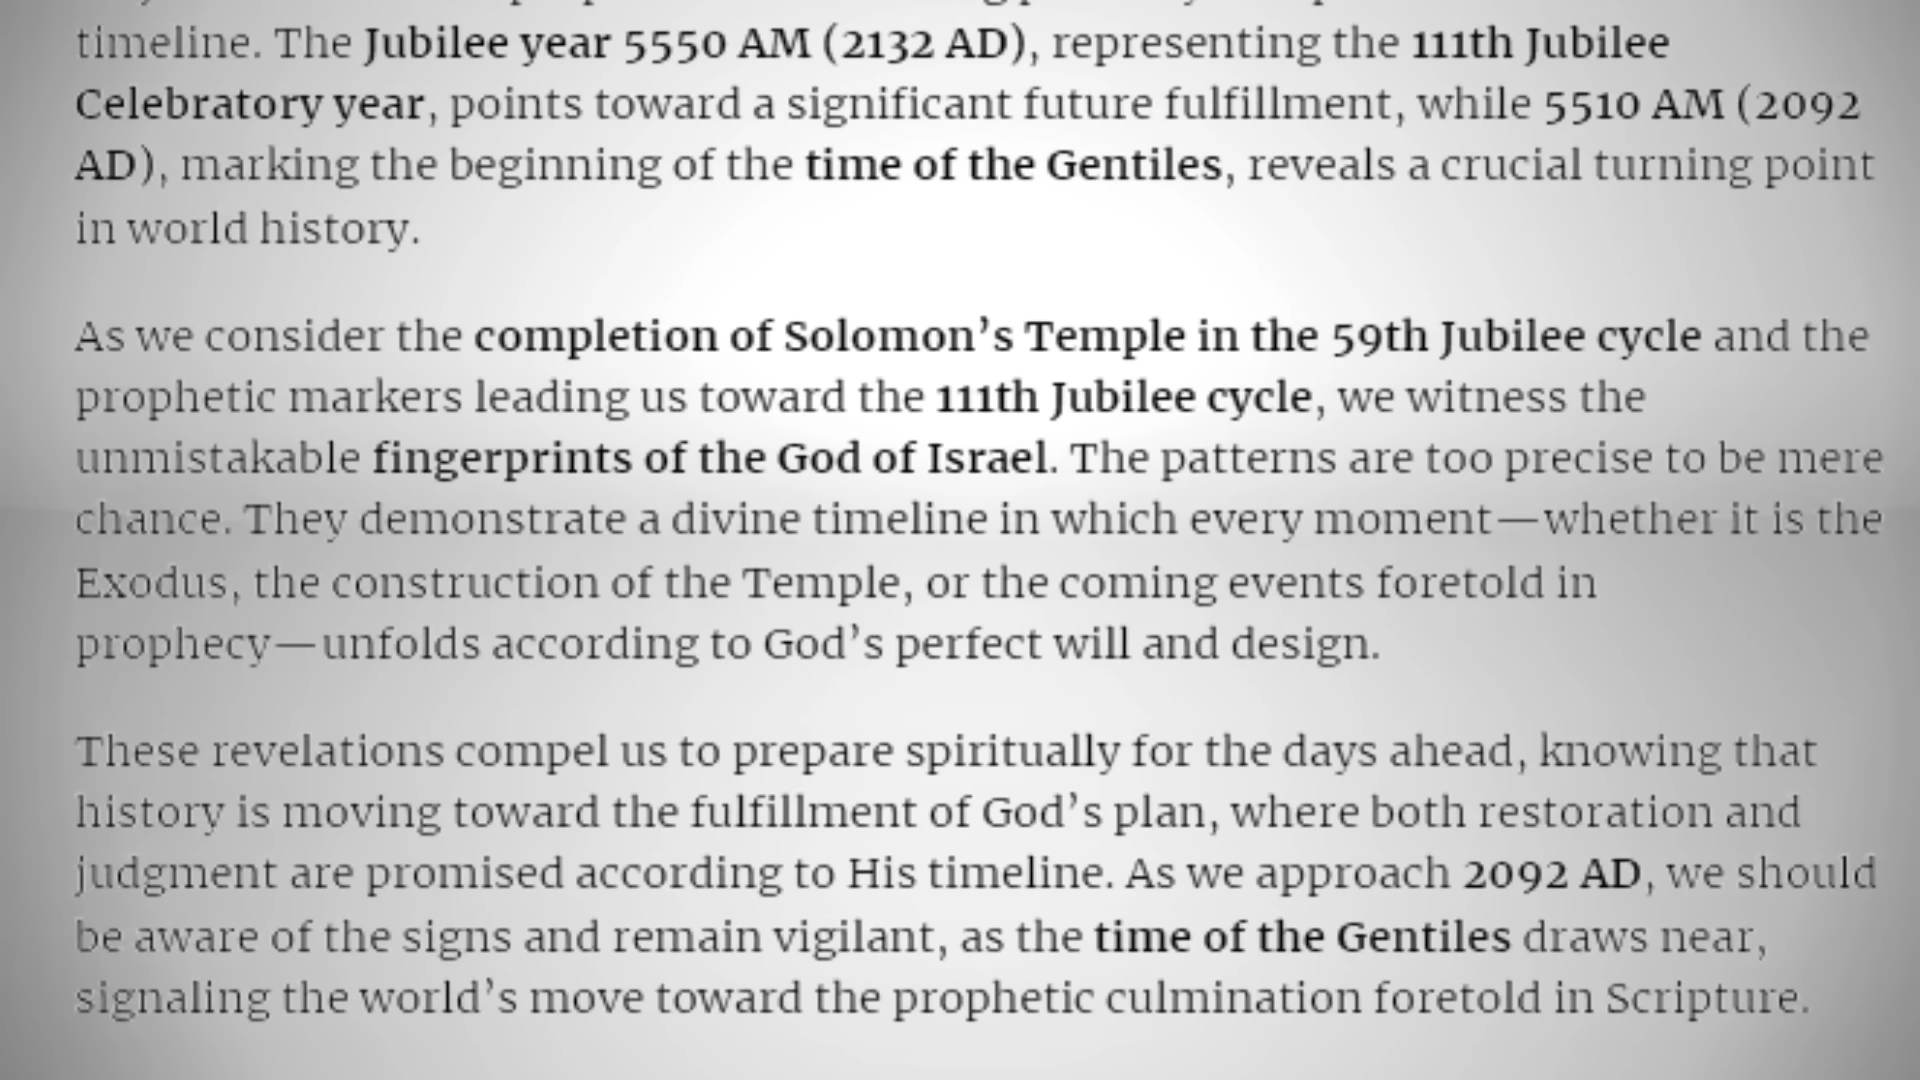 timeline. The Jubilee year 5550 AM (2132 AD), representing the 111th Jubilee
Celebratory year, points toward a significant future fulfillment, while 5510 AM (2092
AD), marking the beginning of the time of the Gentiles, reveals a crucial turning point
in world history.
As we consider the completion of Solomon’s Temple in the 59th Jubilee cycle and the
prophetic markers leading us toward the 111th Jubilee cycle, we witness the
unmistakable fingerprints of the God of Israel. The patterns are too precise to be mere
chance. They demonstrate a divine timeline in which every moment—whether it is the
Exodus, the construction of the Temple, or the coming events foretold in
prophecy—unfolds according to God’s perfect will and design.
These revelations compel us to prepare spiritually for the days ahead, knowing that
history is moving toward the fulfillment of God’s plan, where both restoration and
judgment are promised according to His timeline. As we approach 2092 AD, we should
be aware of the signs and remain vigilant, as the time of the Gentiles draws near,
signaling the world’s move toward the prophetic culmination foretold in Scripture.